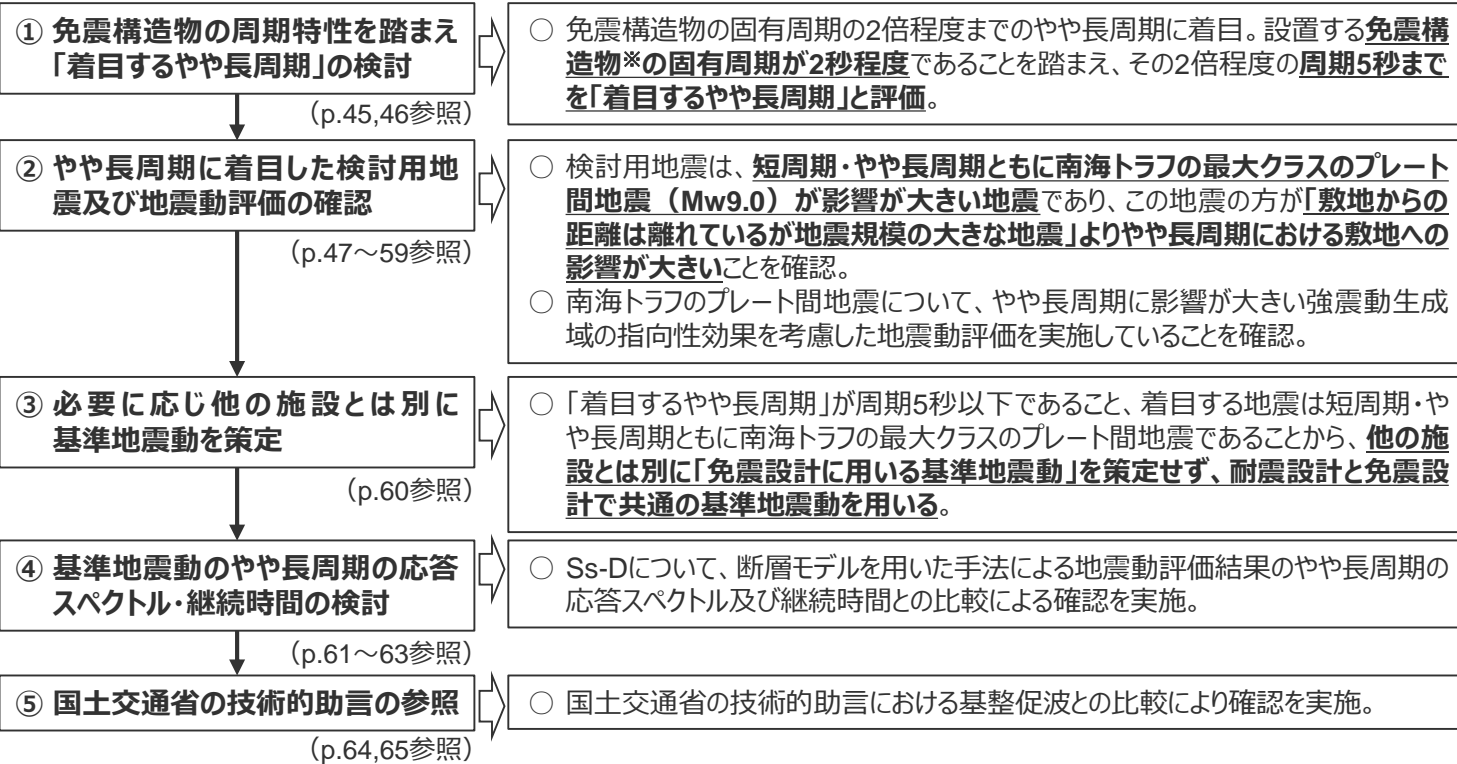 ① 免震構造物の周期特性を踏まえ
「着目するやや長周期」の検討
（p.45,46参照）
○ 免震構造物の固有周期の2倍程度までのやや長周期に着目。設置する免震構
造物※の固有周期が2秒程度であることを踏まえ、その2倍程度の周期5秒まで
を「着目するやや長周期」と評価。
② やや長周期に着目した検討用地
震及び地震動評価の確認
（p.47～59参照）
○ 検討用地震は、短周期・やや長周期ともに南海トラフの最大クラスのプレート
間地震（Mw9.0）が影響が大きい地震であり、この地震の方が「敷地からの
距離は離れているが地震規模の大きな地震」よりやや長周期における敷地への
影響が大きいことを確認。
○ 南海トラフのプレート間地震について、やや長周期に影響が大きい強震動生成
域の指向性効果を考慮した地震動評価を実施していることを確認。
③ 必要に応じ他の施設とは別に
基準地震動を策定
（p.60参照）
○ 「着目するやや長周期」が周期5秒以下であること、着目する地震は短周期・や
や長周期ともに南海トラフの最大クラスのプレート間地震であることから、他の施
設とは別に「免震設計に用いる基準地震動」を策定せず、耐震設計と免震設
計で共通の基準地震動を用いる。
④ 基準地震動のやや長周期の応答
スペクトル・継続時間の検討
（p.61～63参照）
○ Ss-Dについて、断層モデルを用いた手法による地震動評価結果のやや長周期の
応答スペクトル及び継続時間との比較による確認を実施。
⑤ 国土交通省の技術的助言の参照
（p.64,65参照）
○ 国土交通省の技術的助言における基整促波との比較により確認を実施。